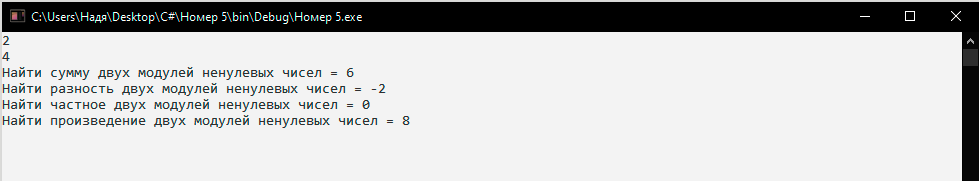 C:\Users\Надя\Desktop\C#\Номер 5\bin\Debug\Номер 5.exe
2
4
Найти сумму двух модулей ненулевых чисел = 6
Найти разность двух модулей ненулевых чисел = -2
Найти частное двух модулей ненулевых чисел = 0
Найти произведение двух модулей ненулевых чисел = 8